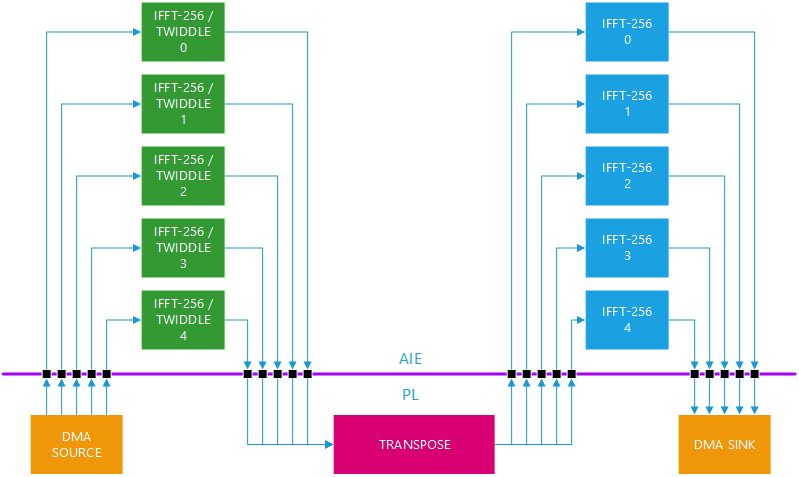 IFFT-256 /
TWIDDLE
0
IFFT-256 /
TWIDDLE
1
IFFT-256 /
TWIDDLE
2
IFFT-256 /
TWIDDLE
3
IFFT-256 /
TWIDDLE
4
IFFT-256
0
IFFT-256
1
IFFT-256
2
IFFT-256
3
IFFT-256
4
AIE
PL
DMA
SOURCE
TRANSPOSE
DMA SINK